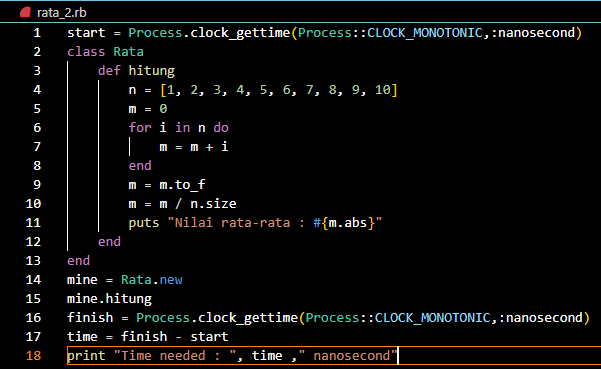 rata_2.rb
1 start = Process.clock_gettime(Process::CLOCK_MONOTONIC,:nanosecond)
2 class Rata
3     def hitung
4         n = [1, 2, 3, 4, 5, 6, 7, 8, 9, 10]
5         m = 0
6         for i in n do
7             m = m + i
8         end
9         m = m.to_f
10         m = m / n.size
11         puts "Nilai rata-rata : #{m.abs}"
12     end
13 end
14 mine = Rata.new
15 mine.hitung
16 finish = Process.clock_gettime(Process::CLOCK_MONOTONIC,:nanosecond)
17 time = finish - start
18 print "Time needed : ", time ," nanosecond"